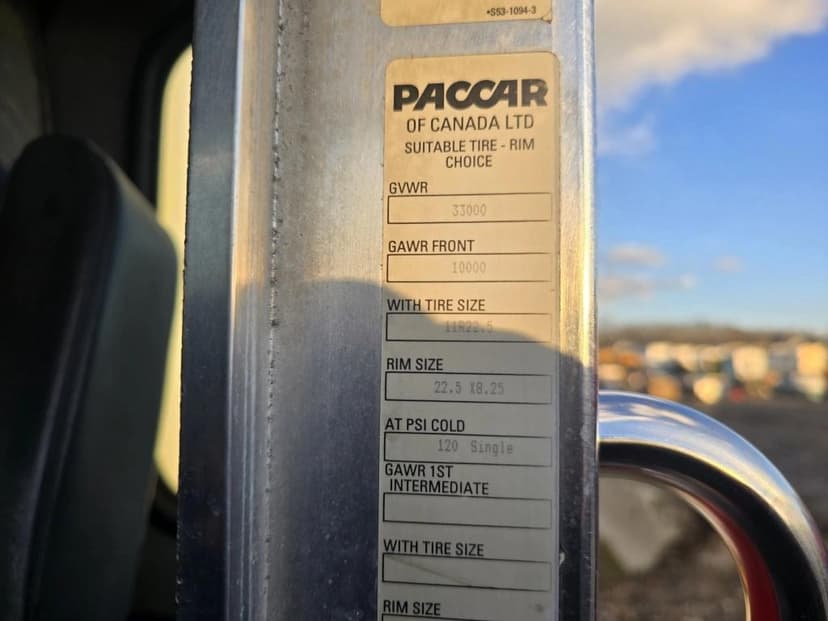 •S53-1094-3
PACCAR
OF CANADA LTD
SUITABLE TIRE - RIM
CHOICE
GVWR
33000
GAWR FRONT
10000
WITH TIRE SIZE
11R22.5
RIM SIZE
22.5 X8.25
AT PSI COLD
120 Single
GAWR 1ST
INTERMEDIATE
WITH TIRE SIZE
RIM SIZE